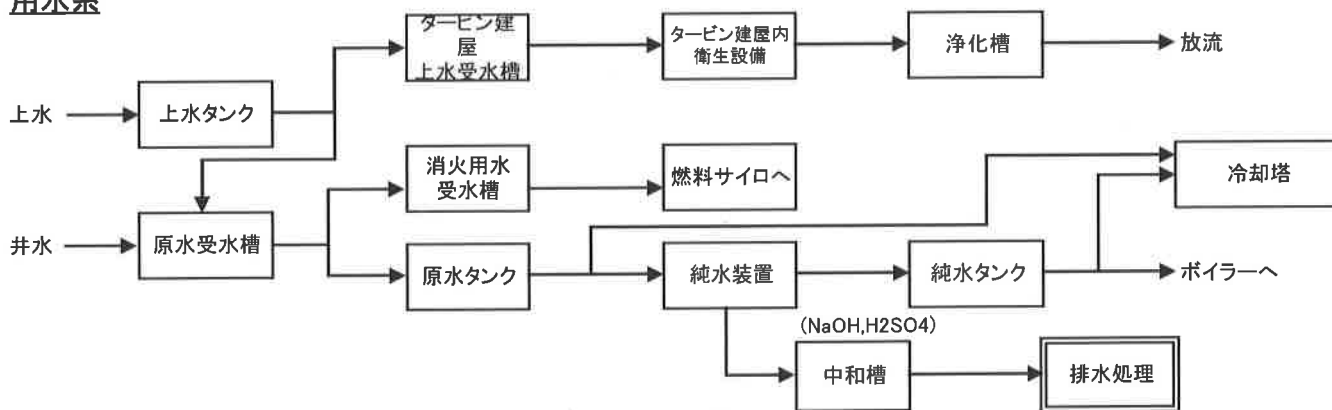 用水系
タービン建
屋
上水受水槽
タービン建屋内
衛生設備
浄化槽
放流
上水
上水タンク
消火用水
受水槽
燃料サイロへ
冷却塔
井水
原水受水槽
原水タンク
純水装置
純水タンク
ボイラーへ
(NaOH,H2SO4)
中和槽
排水処理